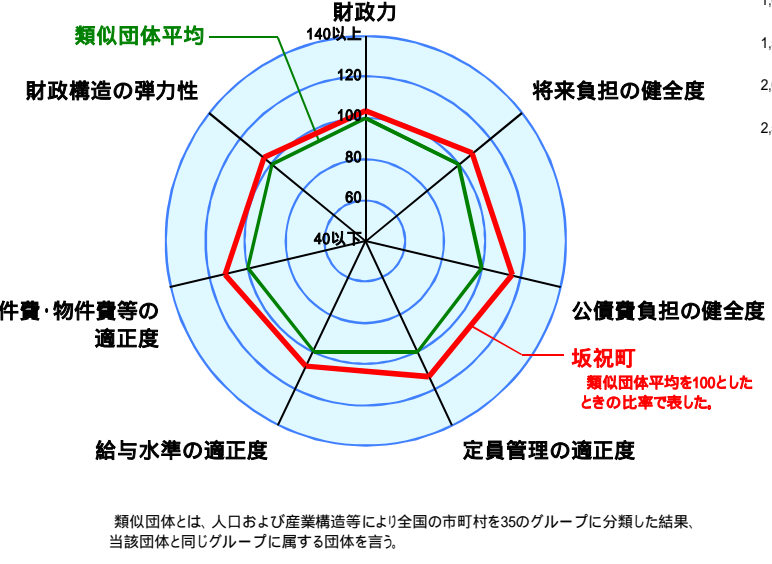 財政力
類似団体平均
140以上
財政構造の弾力性
将来負担の健全度
120
100
80
60
40以下
件費・物件費等の
適正度
公債費負担の健全度
坂祝町
類似団体平均を100とした
ときの比率で表した。
給与水準の適正度
定員管理の適正度
類似団体とは、人口および産業構造等により全国の市町村を35のグループに分類した結果、
当該団体と同じグループに属する団体を言う。
1,
2,
2,